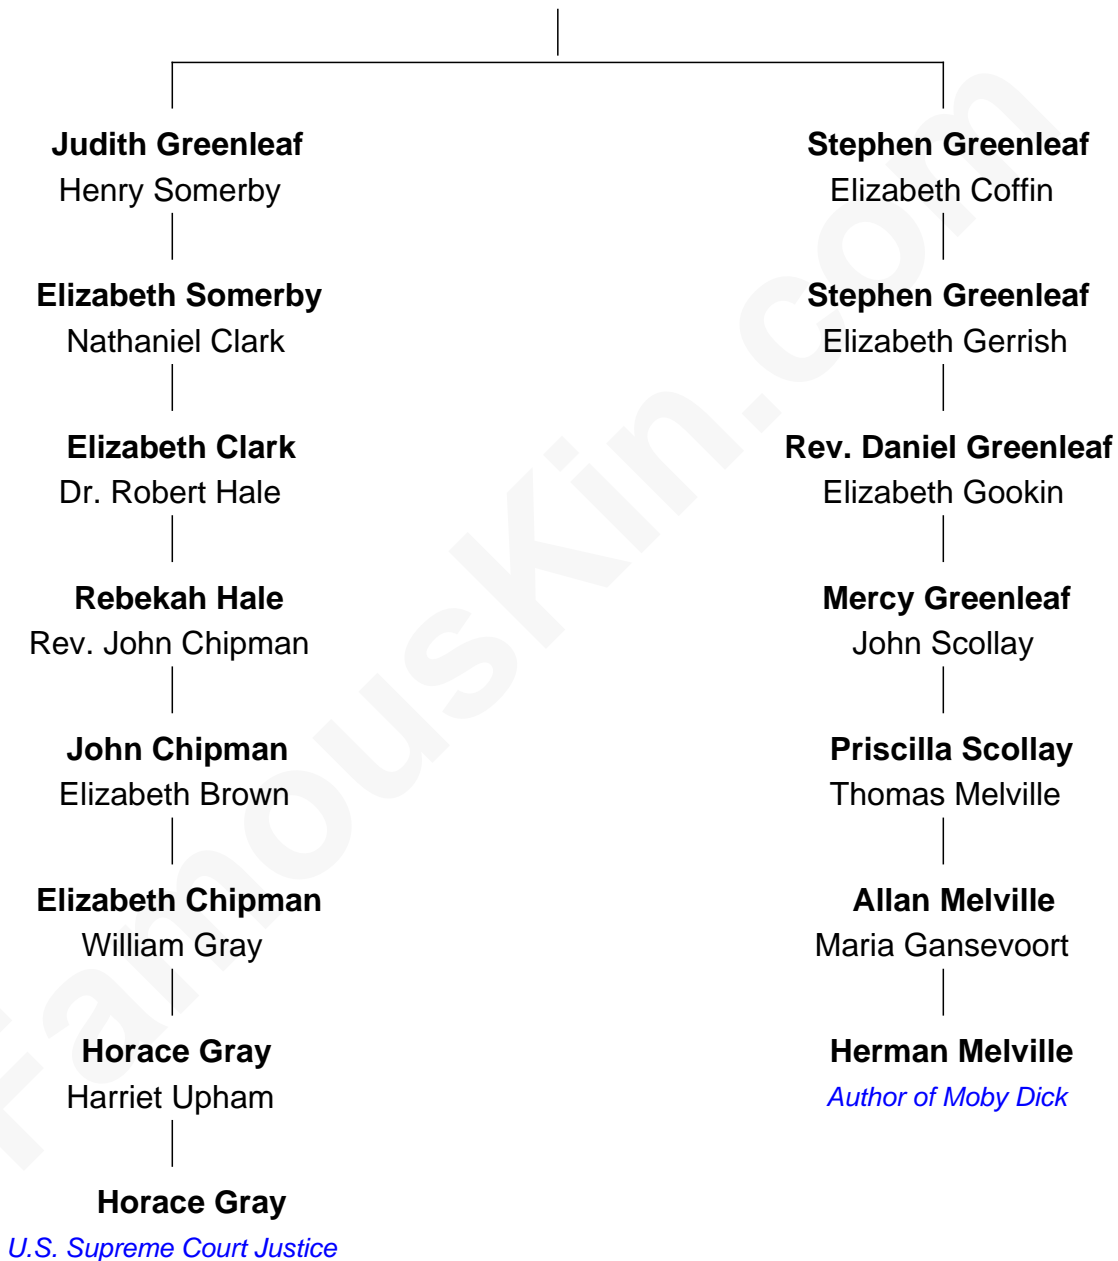 Judith Greenleaf
Henry Somerby
Elizabeth Somerby
Nathaniel Clark
Elizabeth Clark
Dr. Robert Hale
Rebekah Hale
Rev. John Chipman
John Chipman
Elizabeth Brown
Elizabeth Chipman
William Gray
Horace Gray
Harriet Upham
Horace Gray
U.S. Supreme Court Justice
Stephen Greenleaf
Elizabeth Coffin
Stephen Greenleaf
Elizabeth Gerrish
Rev. Daniel Greenleaf
Elizabeth Gookin
Mercy Greenleaf
John Scollay
Priscilla Scollay
Thomas Melville
Allan Melville
Maria Gansevoort
Herman Melville
Author of Moby Dick
FamousKin.com